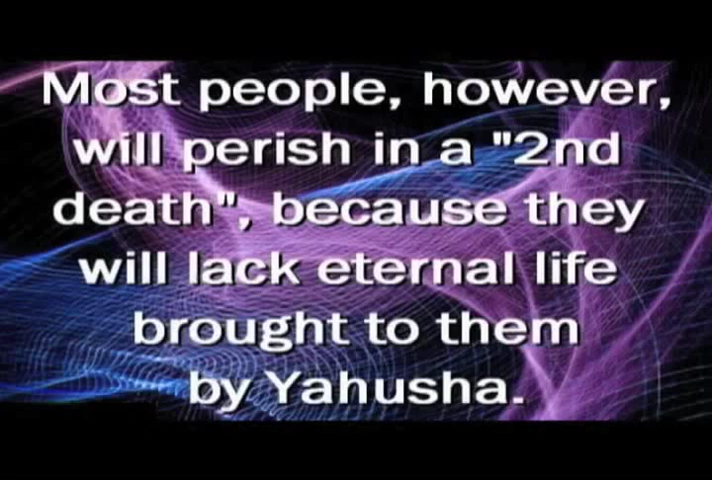 Most people, however,
will perish in a "2nd
death", because they
will lack eternal life
brought to them
by Yahusha.